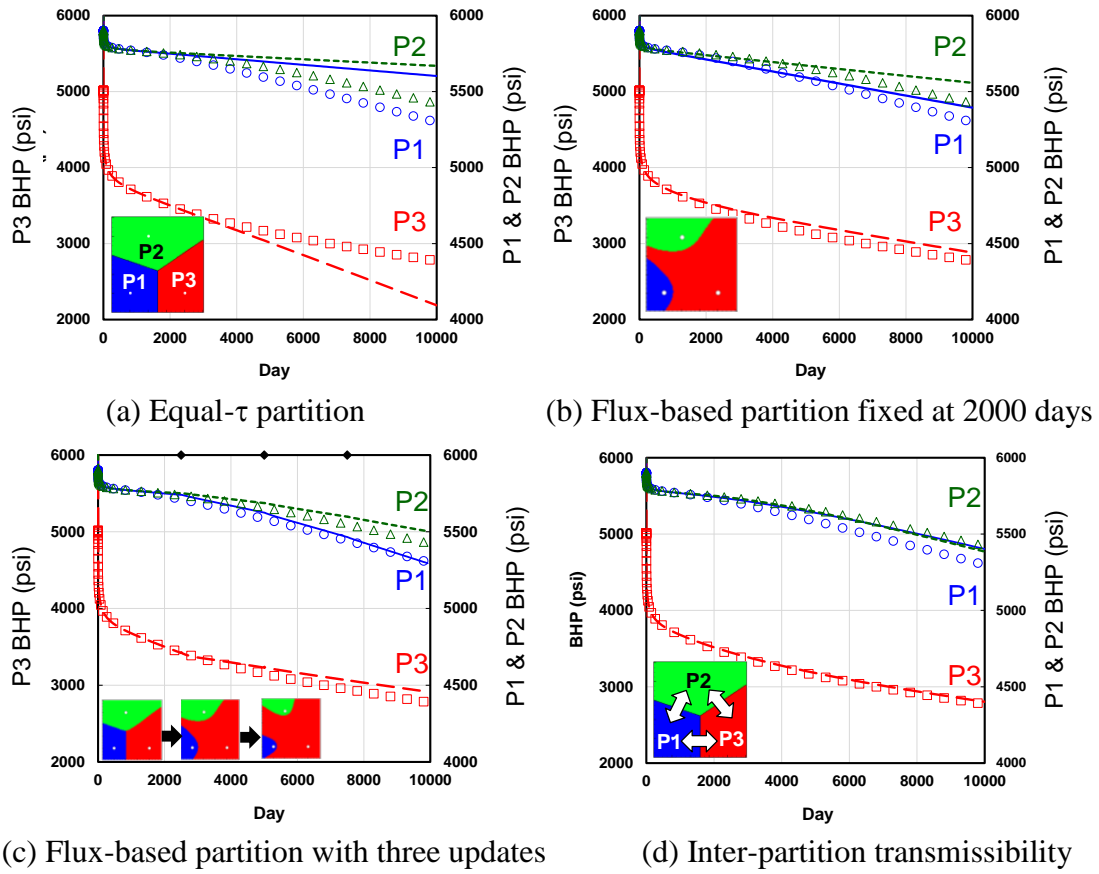 6000
5000
4000
3000
2000
P3 BHP (psi)
6000
5500
5000
4500
4000
P1 & P2 BHP (psi)
P2
P1
P3
P2
P1
P3
0
2000
4000
6000
8000
10000
Day
(a) Equal-τ partition
6000
5000
4000
3000
2000
P3 BHP (psi)
6000
5500
5000
4500
4000
P1 & P2 BHP (psi)
P2
P1
P3
0
2000
4000
6000
8000
10000
Day
(b) Flux-based partition fixed at 2000 days
6000
5000
4000
3000
2000
P3 BHP (psi)
6000
5500
5000
4500
4000
P1 & P2 BHP (psi)
P2
P1
P3
0
2000
4000
6000
8000
10000
Day
(c) Flux-based partition with three updates
6000
5000
4000
3000
2000
BHP (psi)
6000
5500
5000
4500
4000
P1 & P2 BHP (psi)
P2
P1
P3
P2
P1
P3
0
2000
4000
6000
8000
10000
Day
(d) Inter-partition transmissibility